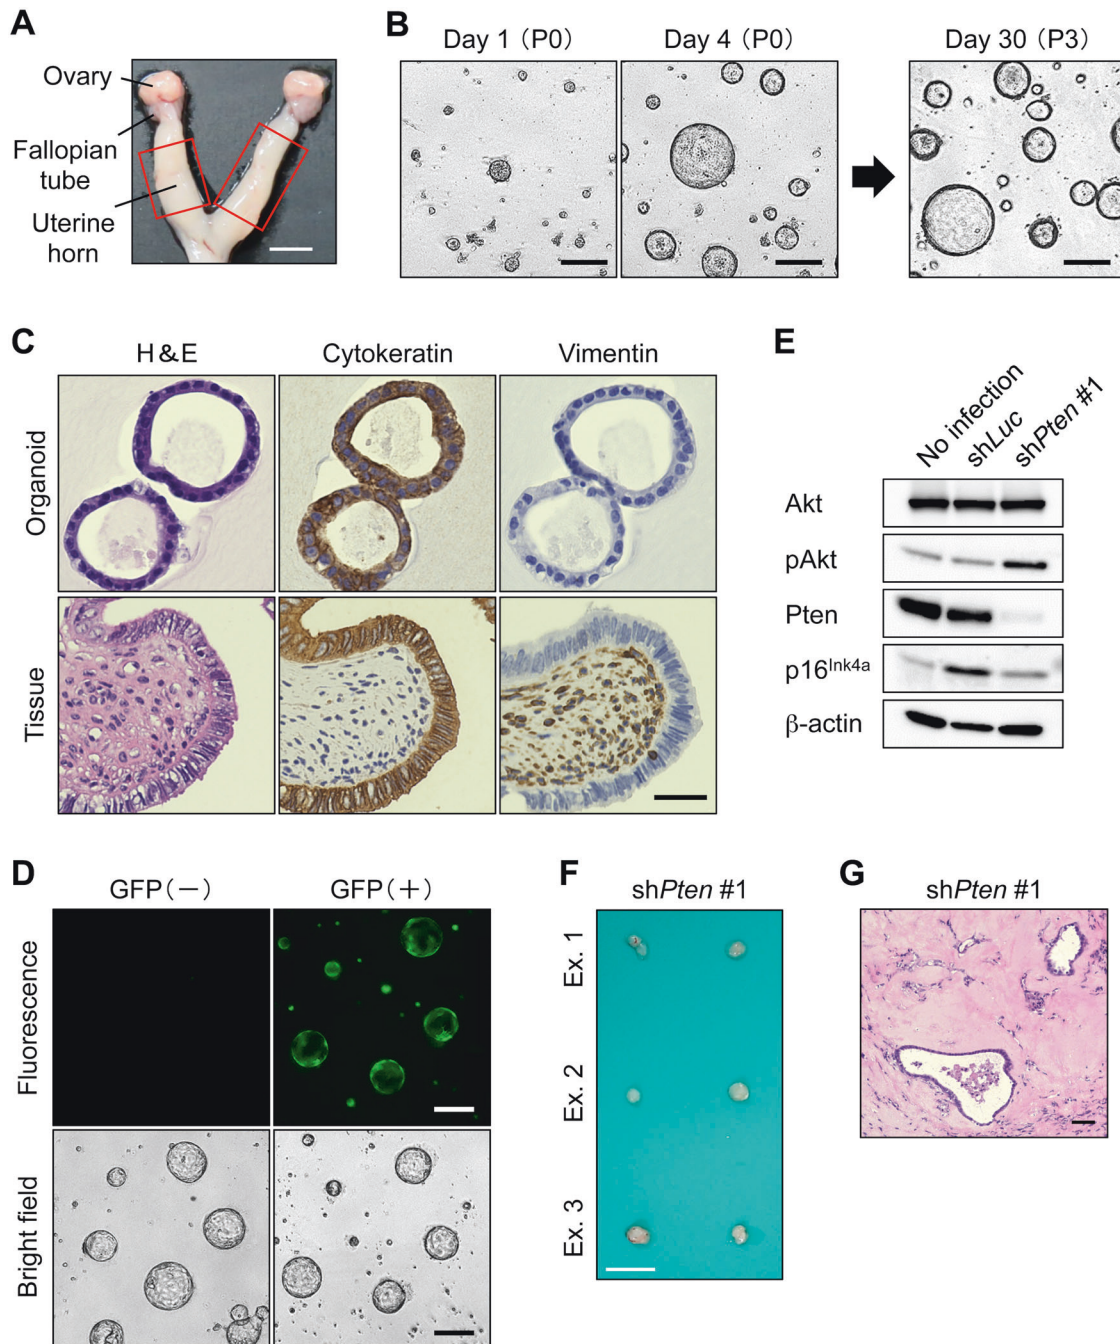 A
Ovary
Fallopian
tube
Uterine
horn
B
Day 1 (P0)
Day 4 (P0)
Day 30 (P3)
C
H & E
Cytokeratin
Vimentin
Organoid
Tissue
E
No infection
shLuc
shPten #1
Akt
pAkt
Pten
p16Ink4a
β-actin
D
GFP (－)
GFP (＋)
Fluorescence
Bright field
F
shPten #1
Ex. 1
Ex. 2
Ex. 3
G
shPten #1